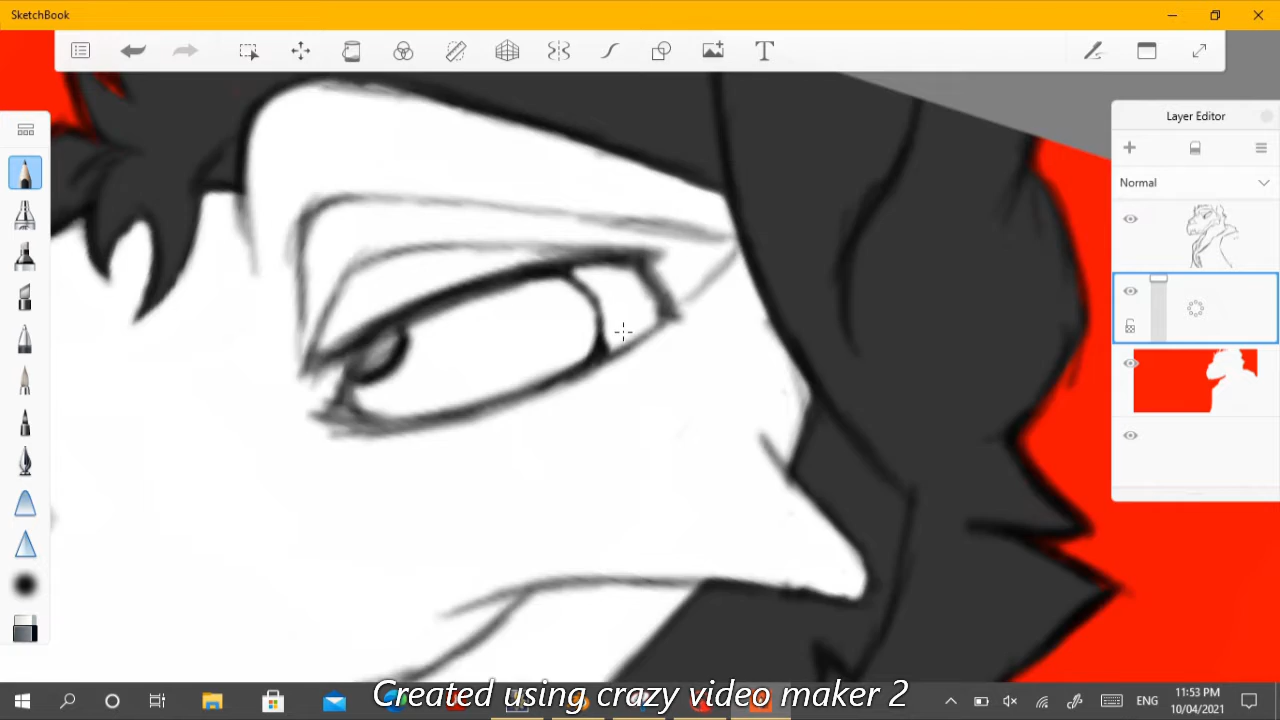 SketchBook
Layer Editor
Normal
Created using crazy video maker 2
ENG
11:53 PM
10/04/2021